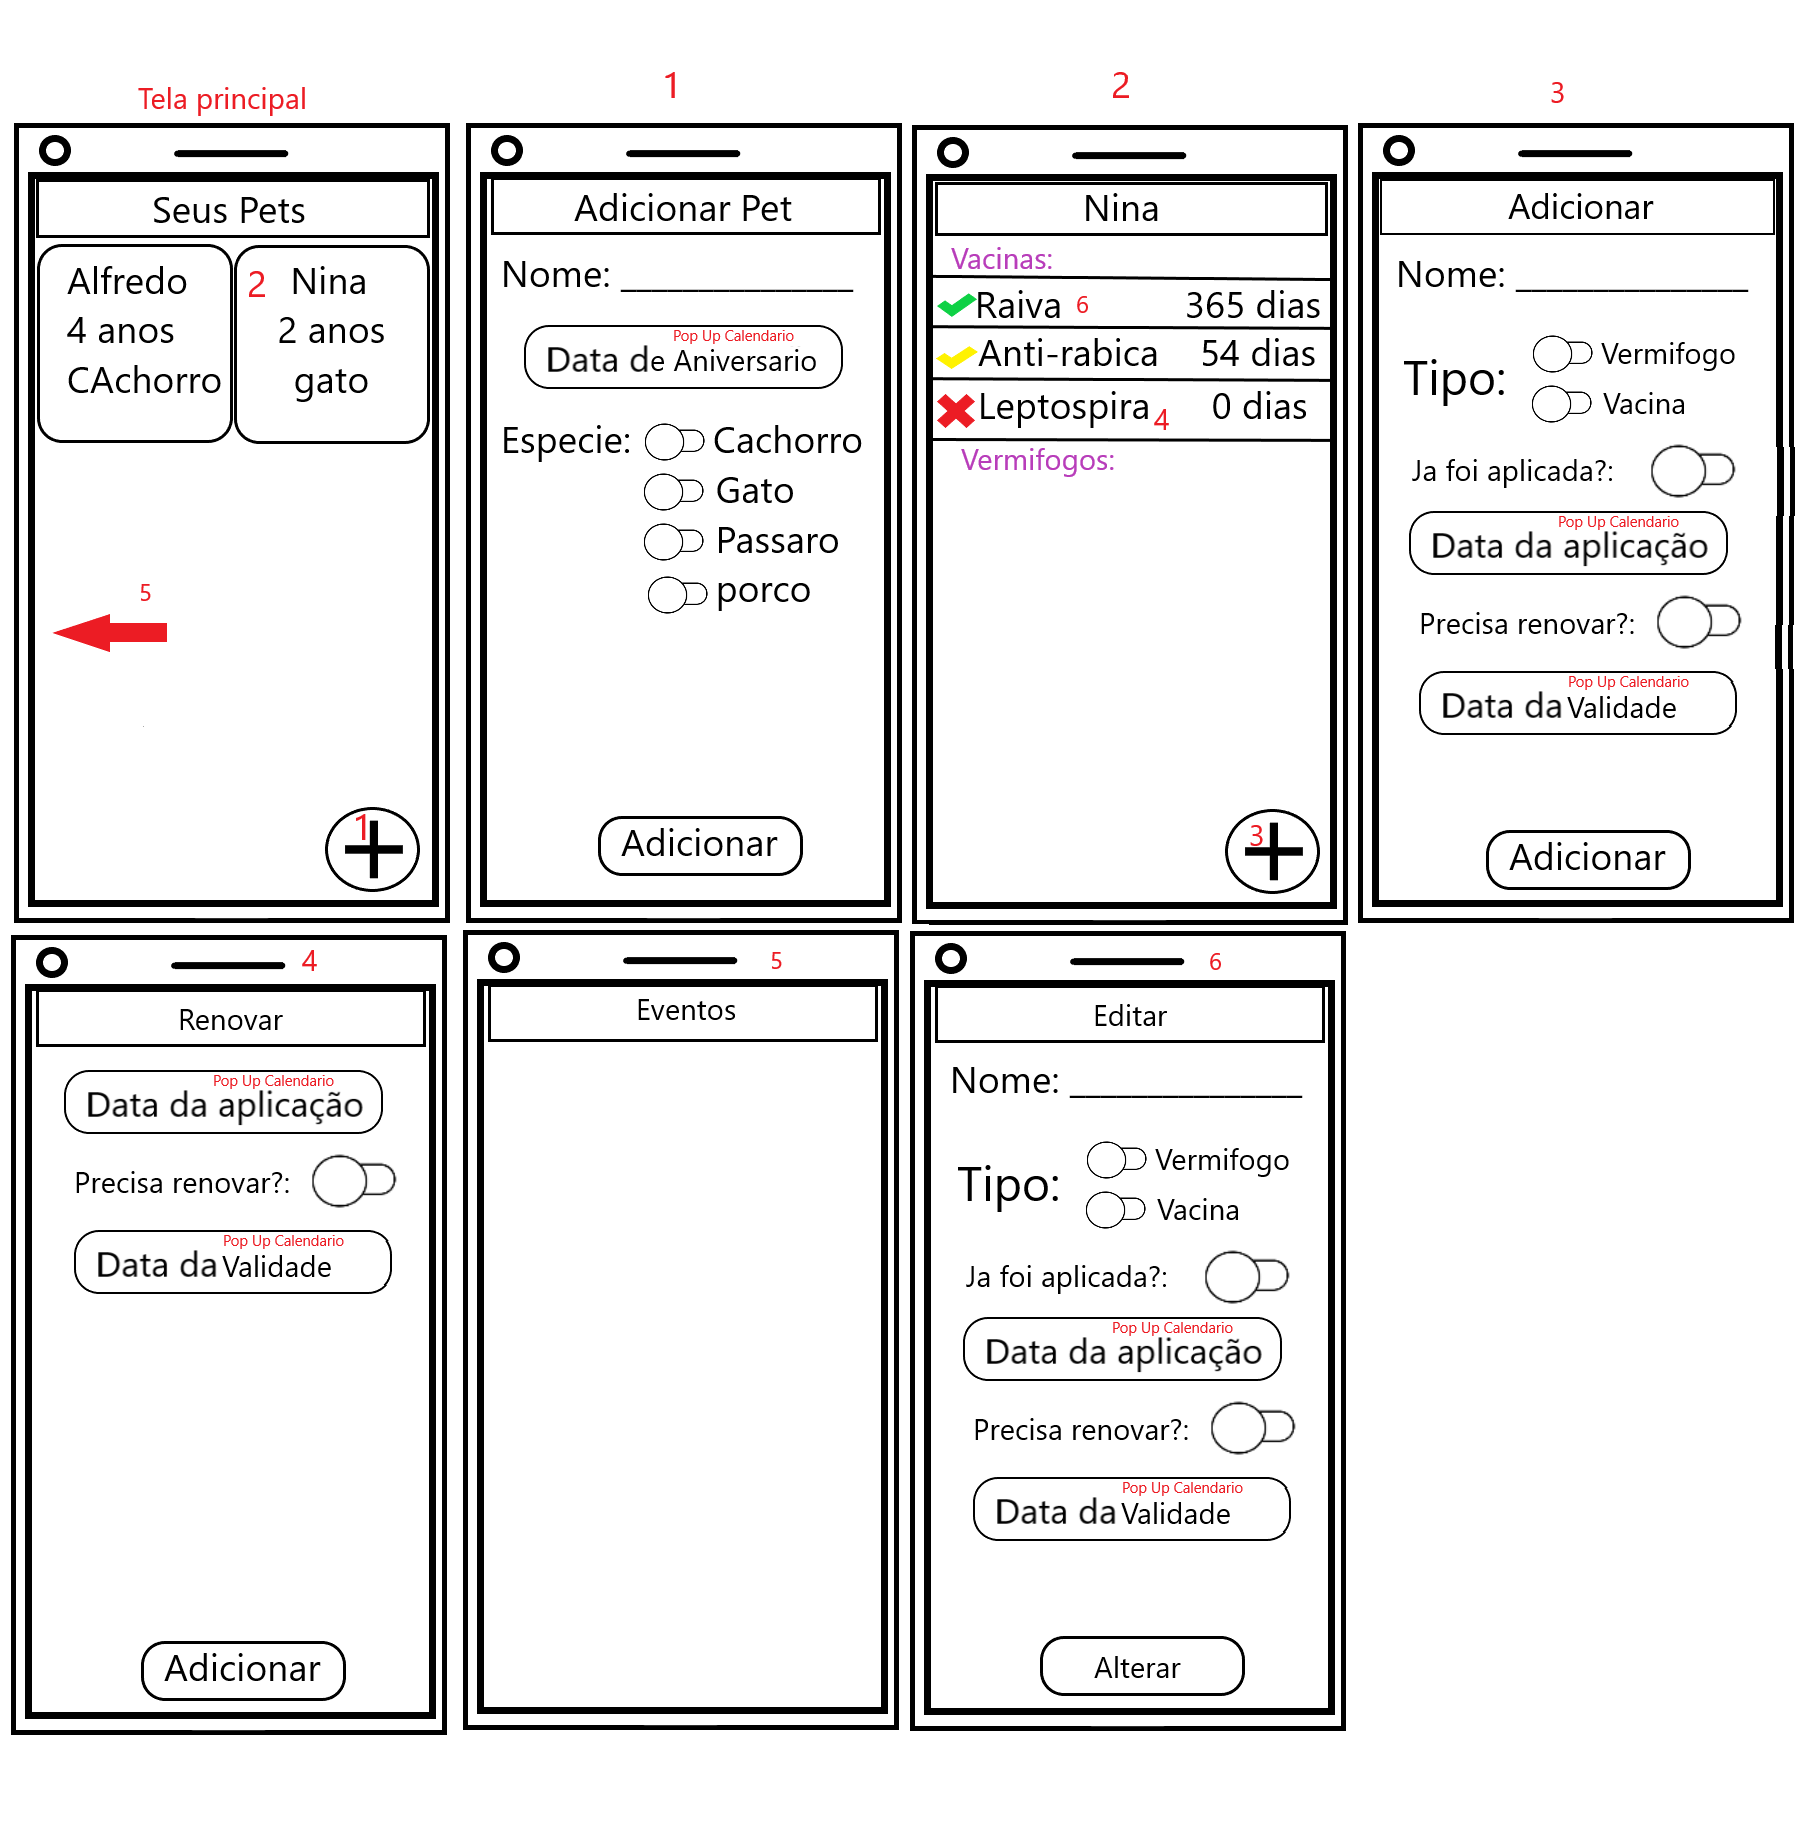 Tela principal
Seus Pets
Alfredo
4 anos
CAchorro
2 Nina
2 anos
gato
5
1
1
Adicionar Pet
Nome: _______________
Pop Up Calendario
Data de Aniversario
Especie: Cachorro
Gato
Passaro
porco
Adicionar
2
Nina
Vacinas:
Raiva 6 365 dias
Anti-rabica 54 dias
Leptospira 4 0 dias
Vermifogos:
3
3
Adicionar
Nome: _______________
Tipo: Vermifogo
Vacina
Ja foi aplicada?:
Pop Up Calendario
Data da aplicação
Precisa renovar?:
Pop Up Calendario
Data da Validade
Adicionar
4
Renovar
Pop Up Calendario
Data da aplicação
Precisa renovar?:
Pop Up Calendario
Data da Validade
Adicionar
5
Eventos
6
Editar
Nome: _______________
Tipo: Vermifogo
Vacina
Ja foi aplicada?:
Pop Up Calendario
Data da aplicação
Precisa renovar?:
Pop Up Calendario
Data da Validade
Alterar